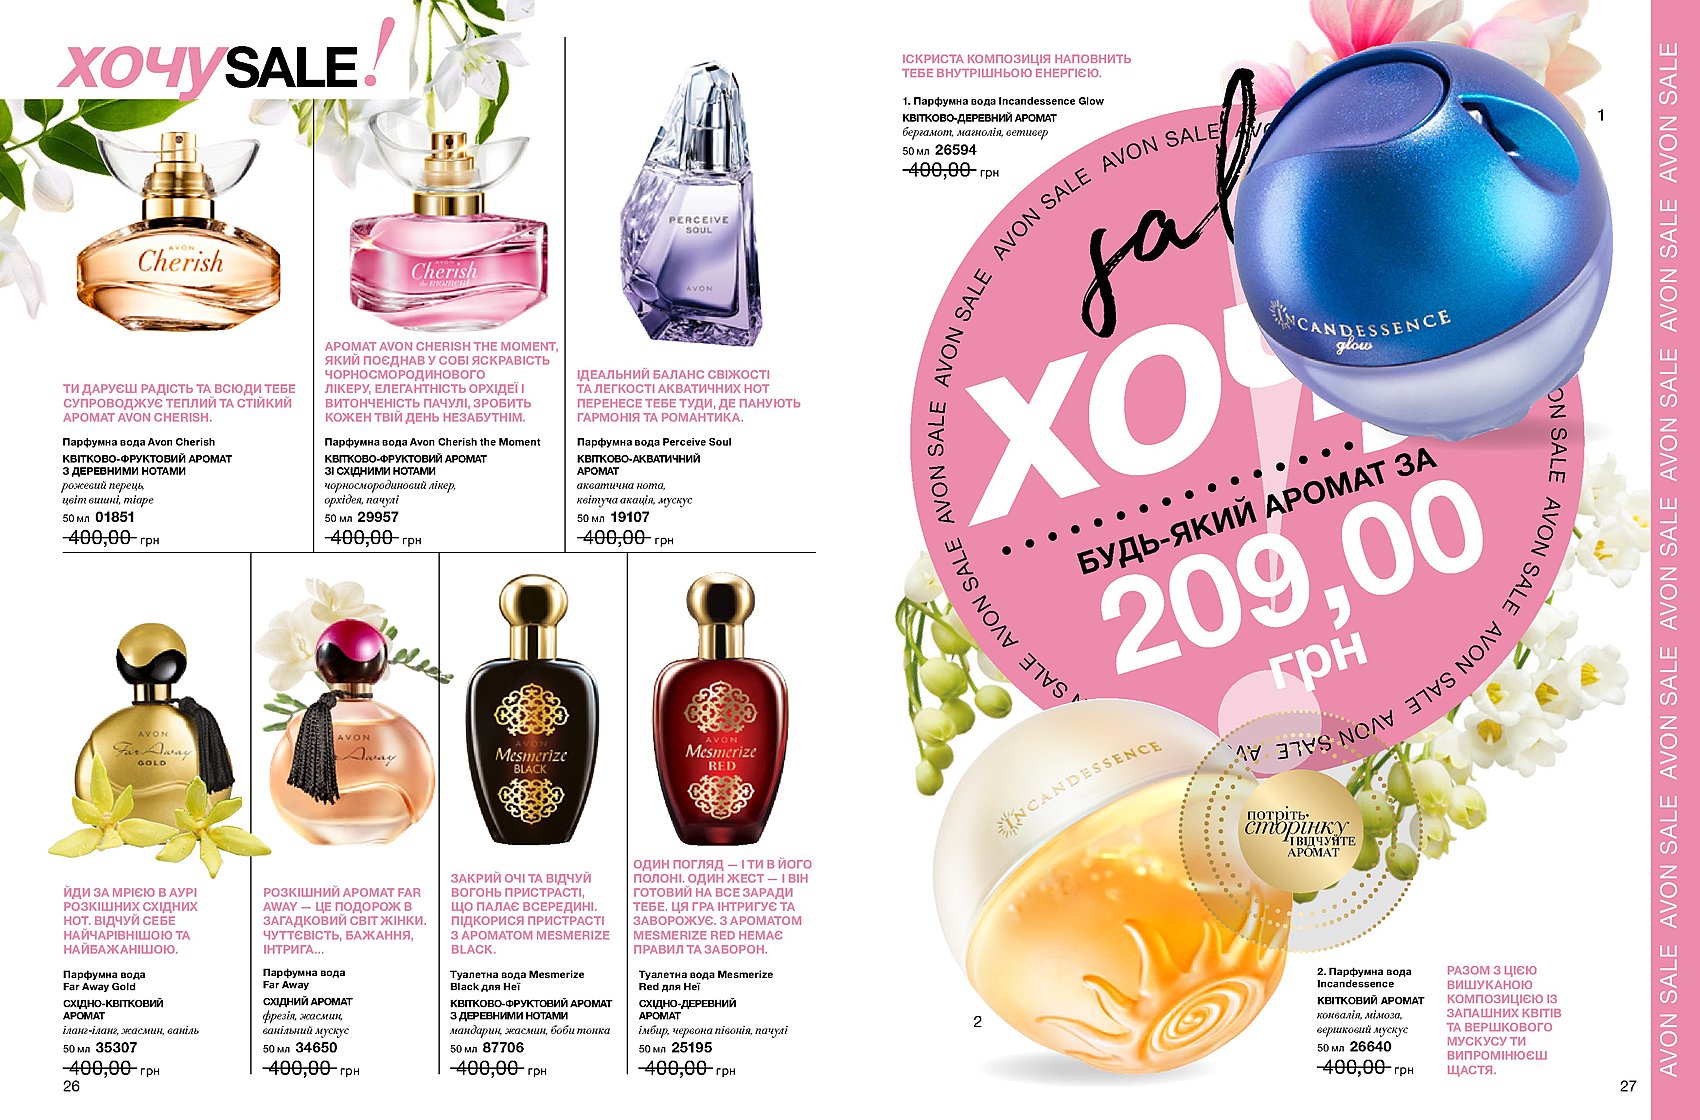 ХОЧУSALE!
AVON
Cherish
ТИ ДАРУЄШ РАДІСТЬ ТА ВСЮДИ ТЕБЕ
СУПРОВОДЖУЄ ТЕПЛИЙ ТА СТІЙКИЙ
АРОМАТ AVON CHERISH.
Парфумна вода Avon Cherish
КВІТКОВО-ФРУКТОВИЙ АРОМАТ
З ДЕРЕВНИМИ НОТАМИ
рожевий перець,
цвіт вишні, тіаре
50 мл 01851
400,00 грн
AVON
Cherish
the moment
АРОМАТ AVON CHERISH THE MOMENT,
ЯКИЙ ПОЄДНАВ У СОБІ ЯСКРАВІСТЬ
ЧОРНОСМОРОДИНОВОГО
ЛІКЕРУ, ЕЛЕГАНТНІСТЬ ОРХІДЕЇ І
ВИТОНЧЕНІСТЬ ПАЧУЛІ, ЗРОБИТЬ
КОЖЕН ТВІЙ ДЕНЬ НЕЗАБУТНІМ.
Парфумна вода Avon Cherish the Moment
КВІТКОВО-ФРУКТОВИЙ АРОМАТ
ЗІ СХІДНИМИ НОТАМИ
чорносмородиновий лікер,
орхідея, пачулі
50 мл 29957
400,00 грн
PERCEIVE
SOUL
AVON
ІДЕАЛЬНИЙ БАЛАНС СВІЖОСТІ
ТА ЛЕГКОСТІ АКВАТИЧНИХ НОТ
ПЕРЕНЕСЕ ТЕБЕ ТУДИ, ДЕ ПАНУЮТЬ
ГАРМОНІЯ ТА РОМАНТИКА.
Парфумна вода Perceive Soul
КВІТКОВО-АКВАТИЧНИЙ
АРОМАТ
акватична нота,
квітуча акація, мускус
50 мл 19107
400,00 грн
AVON
Far Away
GOLD
ЙДИ ЗА МРІЄЮ В АУРІ
РОЗКІШНИХ СХІДНИХ
НОТ. ВІДЧУЙ СЕБЕ
НАЙЧАРІВНІШОЮ ТА
НАЙБАЖАНІШОЮ.
Парфумна вода
Far Away Gold
СХІДНО-КВІТКОВИЙ
АРОМАТ
іланг-іланг, жасмин, ваніль
50 мл 35307
400,00 грн
26
AVON
Away
РОЗКІШНИЙ АРОМАТ FAR
AWAY — ЦЕ ПОДОРОЖ В
ЗАГАДКОВИЙ СВІТ ЖІНКИ.
ЧУТТЄВІСТЬ, БАЖАННЯ,
ІНТРИГА...
Парфумна вода
Far Away
СХІДНИЙ АРОМАТ
фрезія, жасмин,
ванільний мускус
50 мл 34650
400,00 грн
AVON
Mesmerize
BLACK
ЗАКРИЙ ОЧІ ТА ВІДЧУЙ
ВОГОНЬ ПРИСТРАСТІ,
ЩО ПАЛАЄ ВСЕРЕДИНІ.
ПІДКОРИСЯ ПРИСТРАСТІ
З АРОМАТОМ MESMERIZE
BLACK.
Туалетна вода Mesmerize
Black для Неї
КВІТКОВО-ФРУКТОВИЙ АРОМАТ
З ДЕРЕВНИМИ НОТАМИ
мандарин, жасмин, боби тонка
50 мл 87706
400,00 грн
AVON
Mesmerize
RED
ОДИН ПОГЛЯД — І ТИ В ЙОГО
ПОЛОНІ. ОДИН ЖЕСТ — І ВІН
ГОТОВИЙ НА ВСЕ ЗАРАДИ
ТЕБЕ. ЦЯ ГРА ІНТРИГУЄ ТА
ЗАВОРОЖУЄ. З АРОМАТОМ
MESMERIZE RED НЕМАЄ
ПРАВИЛ ТА ЗАБОРОН.
Туалетна вода Mesmerize
Red для Неї
СХІДНО-ДЕРЕВНИЙ
АРОМАТ
імбир, червона півонія, пачулі
50 мл 25195
400,00 грн
ІСКРИСТА КОМПОЗИЦІЯ НАПОВНИТЬ
ТЕБЕ ВНУТРІШНЬОЮ ЕНЕРГІЄЮ.
1. Парфумна вода Incandessence Glow
КВІТКОВО-ДЕРЕВНИЙ АРОМАТ
бергамот, магнолія, ветивер
50 мл 26594
400,00 грн
1
INCANDESSENCE
glow
AVON SALE AVON SALE AVON SALE AVON SALE AVON SALE AVON SALE AVON SALE
AVON SALE AVON SALE AVON SALE AVON SALE AVON SALE
sal
ХОЧ
БУДЬ-ЯКИЙ АРОМАТ ЗА
209,00
грн
INCANDESSENCE
ПОТРІТЬ
СТОРІНКУ
І ВІДЧУЙТЕ
АРОМАТ
2
2. Парфумна вода
Incandessence
КВІТКОВИЙ АРОМАТ
конвалія, мімоза,
вершковий мускус
50 мл 26640
400,00 грн
РАЗОМ З ЦІЄЮ
ВИШУКАНОЮ
КОМПОЗИЦІЄЮ ІЗ
ЗАПАШНИХ КВІТІВ
ТА ВЕРШКОВОГО
МУСКУСУ ТИ
ВИПРОМІНЮЄШ
ЩАСТЯ.
27
AVON SALE AVON SALE AVON SALE AVON SALE AVON SALE AVON SALE AVON SALE